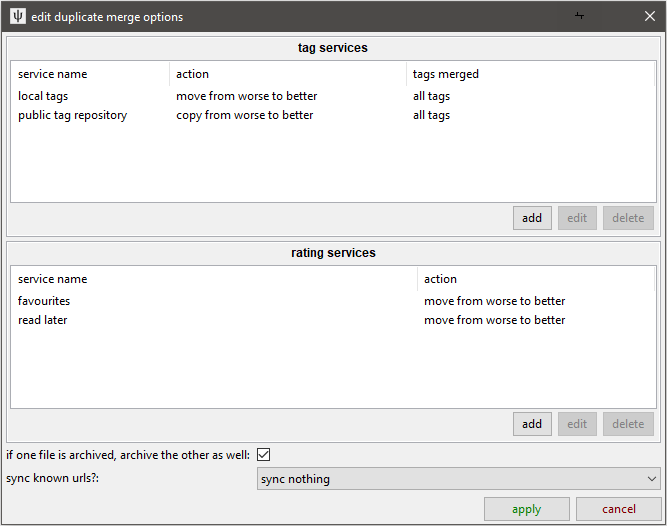 edit duplicate merge options
tag services
service name action tags merged
local tags move from worse to better all tags
public tag repository copy from worse to better all tags
add edit delete
rating services
service name action
favourites move from worse to better
read later move from worse to better
add edit delete
if one file is archived, archive the other as well:
sync known urls?: sync nothing
apply cancel